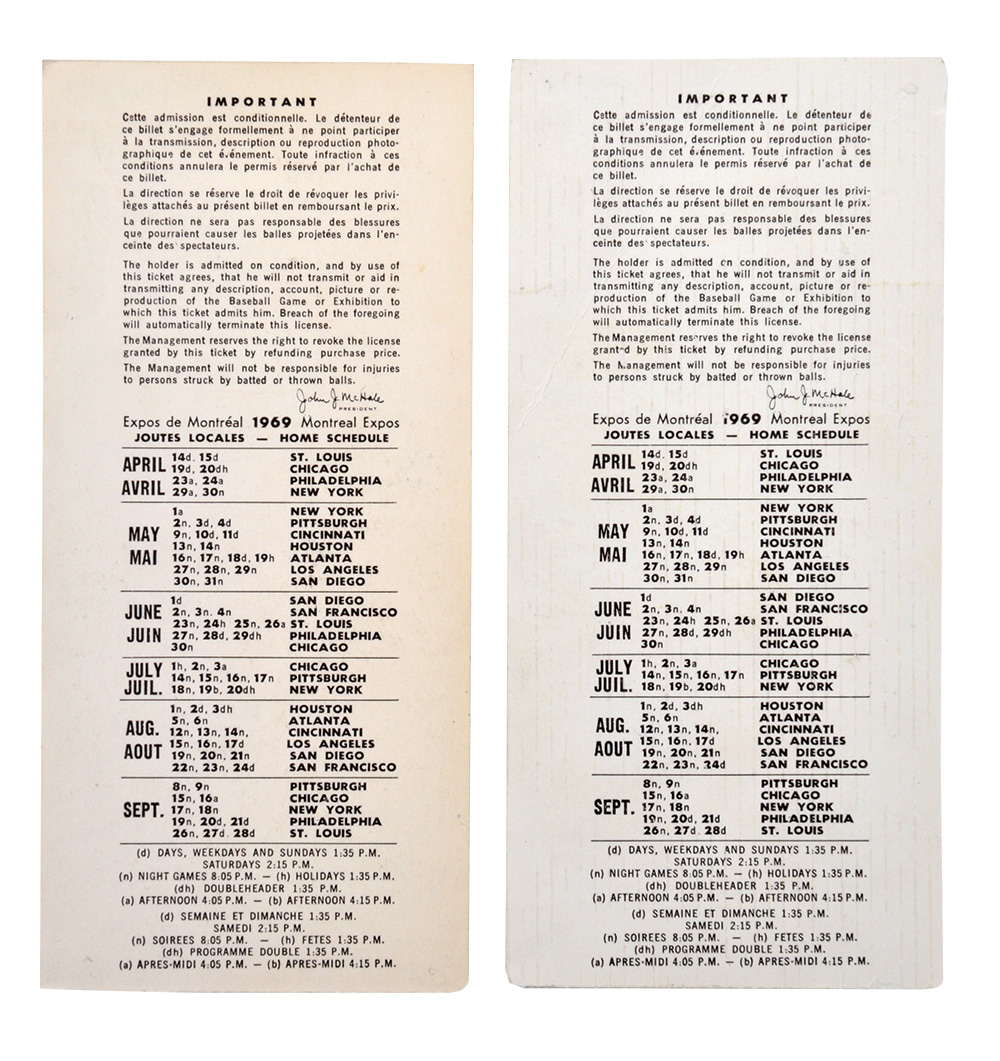 IMPORTANT
Cette admission est conditionnelle. Le détenteur de
ce billet s'engage formellement à ne point participer
à la transmission, description ou reproduction photo-
graphique de cet événement. Toute infraction à ces
conditions annulera le permis réservé par l'achat de
ce billet.
La direction se réserve le droit de révoquer les privi-
lèges attachés au présent billet en remboursant le prix.
La direction ne sera pas responsable des blessures
que pourraient causer les balles projetées dans l'en-
ceinte des spectateurs.
The holder is admitted on condition, and by use of
this ticket agrees, that he will not transmit or aid in
transmitting any description, account, picture or re-
production of the Baseball Game or Exhibition to
which this ticket admits him. Breach of the foregoing
will automatically terminate this license.
The Management reserves the right to revoke the license
granted by this ticket by refunding purchase price.
The Management will not be responsible for injuries
to persons struck by batted or thrown balls.
John J. McHale
PRESIDENT
Expos de Montréal 1969 Montreal Expos
JOUTES LOCALES — HOME SCHEDULE
APRIL
AVRIL
14d. 15d ST. LOUIS
19d, 20dh CHICAGO
23a, 24a PHILADELPHIA
29a, 30n NEW YORK
MAY
MAI
1a NEW YORK
2n, 3d, 4d PITTSBURGH
9n, 10d, 11d CINCINNATI
13n, 14n HOUSTON
16n, 17n, 18d, 19h ATLANTA
27n, 28n, 29n LOS ANGELES
30n, 31n SAN DIEGO
JUNE
JUIN
1d SAN DIEGO
2n, 3n. 4n SAN FRANCISCO
23n, 24h 25n, 26a ST. LOUIS
27n, 28d, 29dh PHILADELPHIA
30n CHICAGO
JULY
JUIL.
1h, 2n, 3a CHICAGO
14n, 15n, 16n, 17n PITTSBURGH
18n, 19b, 20dh NEW YORK
AUG.
AOUT
1n, 2d, 3dh HOUSTON
5n, 6n ATLANTA
12n, 13n, 14n, CINCINNATI
15n, 16n, 17d LOS ANGELES
19n, 20n, 21n SAN DIEGO
22n, 23n, 24d SAN FRANCISCO
SEPT.
8n, 9n PITTSBURGH
15n, 16a CHICAGO
17n, 18n NEW YORK
19n, 20d, 21d PHILADELPHIA
26n, 27d. 28d ST. LOUIS
(d) DAYS, WEEKDAYS AND SUNDAYS 1:35 P.M.
SATURDAYS 2:15 P.M.
(n) NIGHT GAMES 8:05 P.M. — (h) HOLIDAYS 1:35 P.M.
(dh) DOUBLEHEADER 1:35 P.M.
(a) AFTERNOON 4:05 P.M. — (b) AFTERNOON 4:15 P.M.
(d) SEMAINE ET DIMANCHE 1:35 P.M.
SAMEDI 2:15 P.M.
(n) SOIREES 8:05 P.M. — (h) FETES 1:35 P.M.
(dh) PROGRAMME DOUBLE 1:35 P.M.
(a) APRES-MIDI 4:05 P.M. — (b) APRES-MIDI 4:15 P.M.
IMPORTANT
Cette admission est conditionnelle. Le détenteur de
ce billet s'engage formellement à ne point participer
à la transmission, description ou reproduction photo-
graphique de cet événement. Toute infraction à ces
conditions annulera le permis réservé par l'achat de
ce billet.
La direction se réserve le droit de révoquer les privi-
lèges attachés au présent billet en remboursant le prix.
La direction ne sera pas responsable des blessures
que pourraient causer les balles projetées dans l'en-
ceinte des spectateurs.
The holder is admitted on condition, and by use of
this ticket agrees, that he will not transmit or aid in
transmitting any description, account, picture or re-
production of the Baseball Game or Exhibition to
which this ticket admits him. Breach of the foregoing
will automatically terminate this license.
The Management reserves the right to revoke the license
granted by this ticket by refunding purchase price.
The Management will not be responsible for injuries
to persons struck by batted or thrown balls.
John J. McHale
PRESIDENT
Expos de Montréal 1969 Montreal Expos
JOUTES LOCALES — HOME SCHEDULE
APRIL
AVRIL
14d. 15d ST. LOUIS
19d, 20dh CHICAGO
23a, 24a PHILADELPHIA
29a, 30n NEW YORK
MAY
MAI
1a NEW YORK
2n, 3d, 4d PITTSBURGH
9n, 10d, 11d CINCINNATI
13n, 14n HOUSTON
16n, 17n, 18d, 19h ATLANTA
27n, 28n, 29n LOS ANGELES
30n, 31n SAN DIEGO
JUNE
JUIN
1d SAN DIEGO
2n, 3n. 4n SAN FRANCISCO
23n, 24h 25n, 26a ST. LOUIS
27n, 28d, 29dh PHILADELPHIA
30n CHICAGO
JULY
JUIL.
1h, 2n, 3a CHICAGO
14n, 15n, 16n, 17n PITTSBURGH
18n, 19b, 20dh NEW YORK
AUG.
AOUT
1n, 2d, 3dh HOUSTON
5n, 6n ATLANTA
12n, 13n, 14n, CINCINNATI
15n, 16n, 17d LOS ANGELES
19n, 20n, 21n SAN DIEGO
22n, 23n, 24d SAN FRANCISCO
SEPT.
8n, 9n PITTSBURGH
15n, 16a CHICAGO
17n, 18n NEW YORK
19n, 20d, 21d PHILADELPHIA
26n, 27d. 28d ST. LOUIS
(d) DAYS, WEEKDAYS AND SUNDAYS 1:35 P.M.
SATURDAYS 2:15 P.M.
(n) NIGHT GAMES 8:05 P.M. — (h) HOLIDAYS 1:35 P.M.
(dh) DOUBLEHEADER 1:35 P.M.
(a) AFTERNOON 4:05 P.M. — (b) AFTERNOON 4:15 P.M.
(d) SEMAINE ET DIMANCHE 1:35 P.M.
SAMEDI 2:15 P.M.
(n) SOIREES 8:05 P.M. — (h) FETES 1:35 P.M.
(dh) PROGRAMME DOUBLE 1:35 P.M.
(a) APRES-MIDI 4:05 P.M. — (b) APRES-MIDI 4:15 P.M.